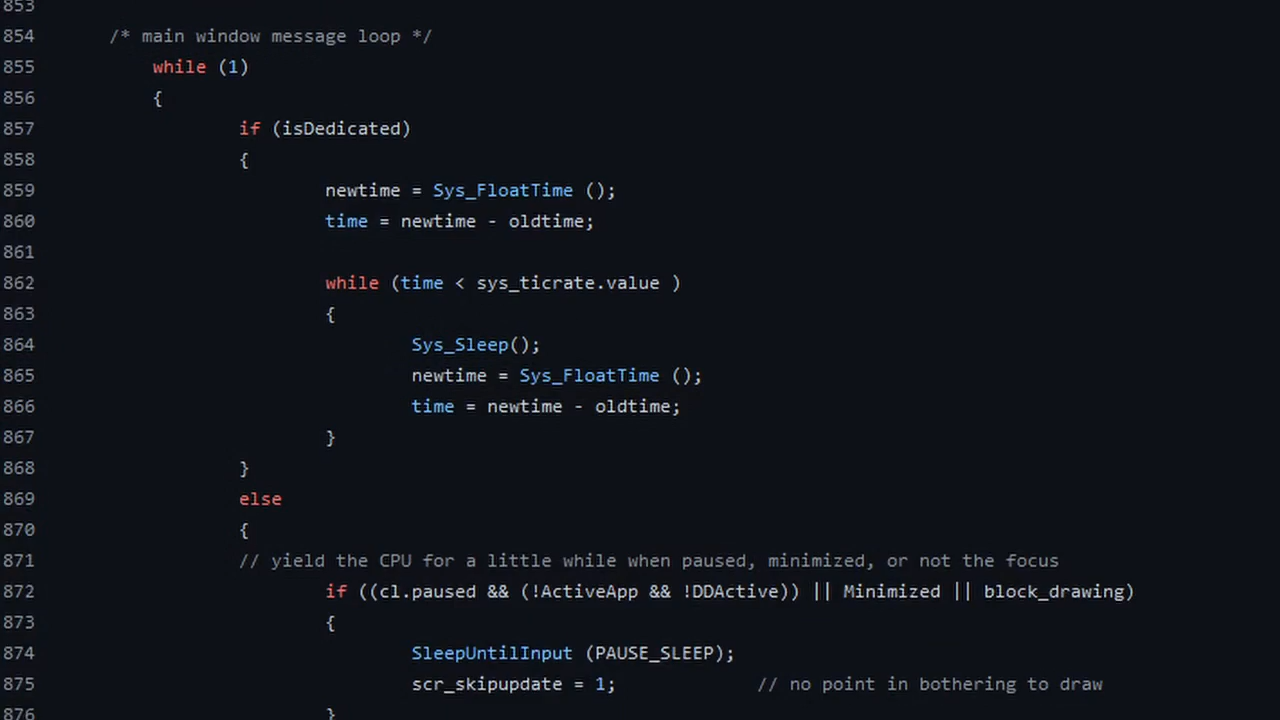 853
854 /* main window message loop */
855 while (1)
856 {
857 if (isDedicated)
858 {
859 newtime = Sys_FloatTime ();
860 time = newtime - oldtime;
861
862 while (time < sys_ticrate.value )
863 {
864 Sys_Sleep();
865 newtime = Sys_FloatTime ();
866 time = newtime - oldtime;
867 }
868 }
869 else
870 {
871 // yield the CPU for a little while when paused, minimized, or not the focus
872 if ((cl.paused && (!ActiveApp && !DDActive)) || Minimized || block_drawing)
873 {
874 SleepUntilInput (PAUSE_SLEEP);
875 scr_skipupdate = 1; // no point in bothering to draw
876 }